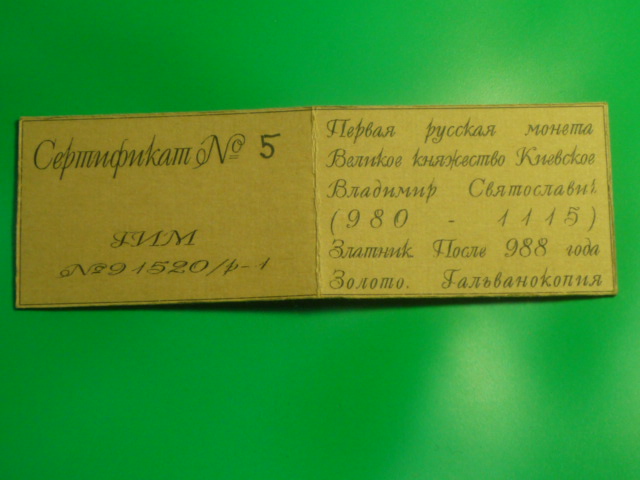 Сертификат № 5
ГИМ
№91520/р-1
Первая русская монета
Великое княжество Киевское
Владимир Святославич
(980 - 1115)
Златник После 988 года
Золото. Гальванокопия